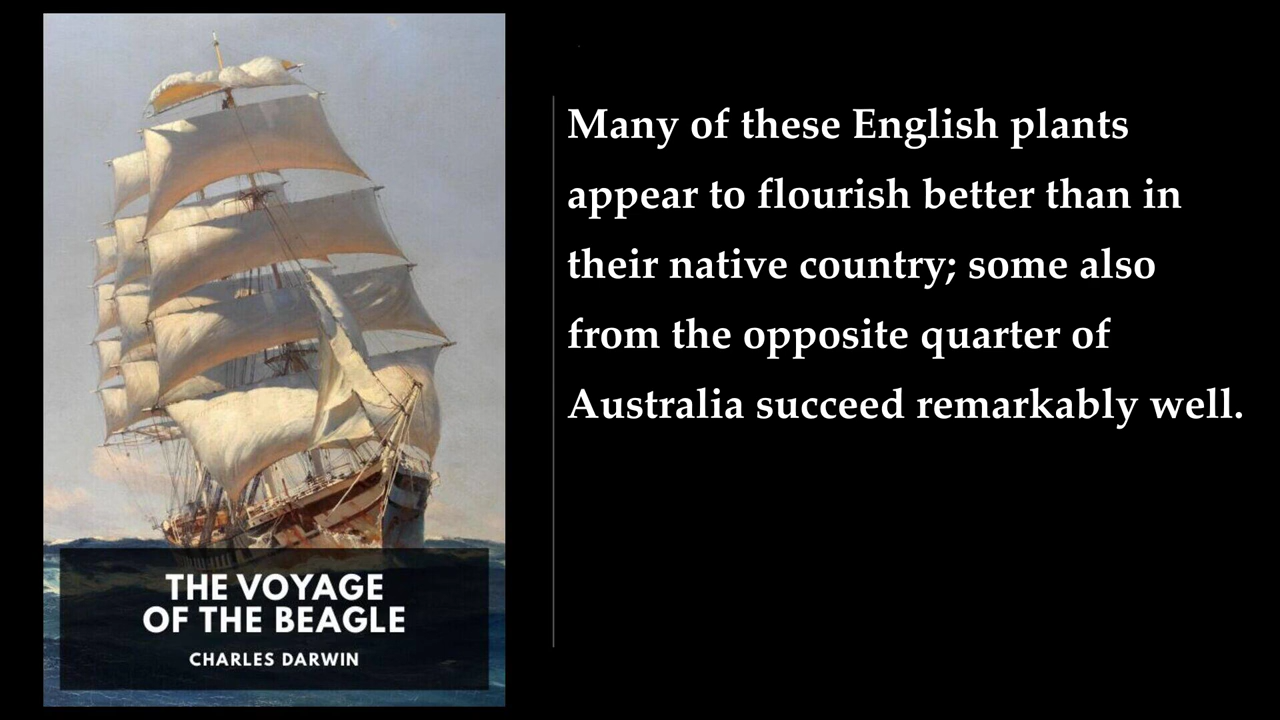 THE VOYAGE
OF THE BEAGLE
CHARLES DARWIN
Many of these English plants
appear to flourish better than in
their native country; some also
from the opposite quarter of
Australia succeed remarkably well.